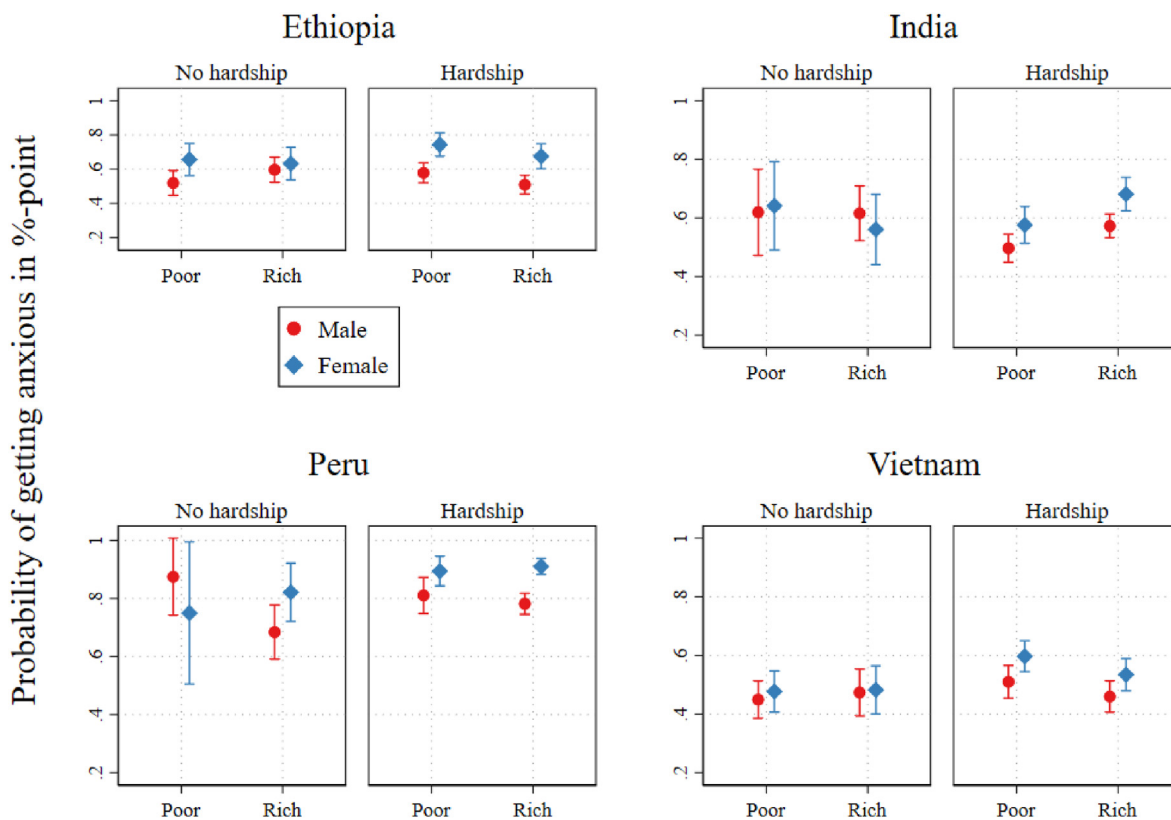 Probability of getting anxious in %-point
Ethiopia
No hardship
Hardship
1
.8
.6
.4
.2
Poor
Rich
Poor
Rich
Male
Female
India
No hardship
Hardship
1
.8
.6
.4
.2
Poor
Rich
Poor
Rich
Peru
No hardship
Hardship
1
.8
.6
.4
.2
Poor
Rich
Poor
Rich
Vietnam
No hardship
Hardship
1
.8
.6
.4
.2
Poor
Rich
Poor
Rich